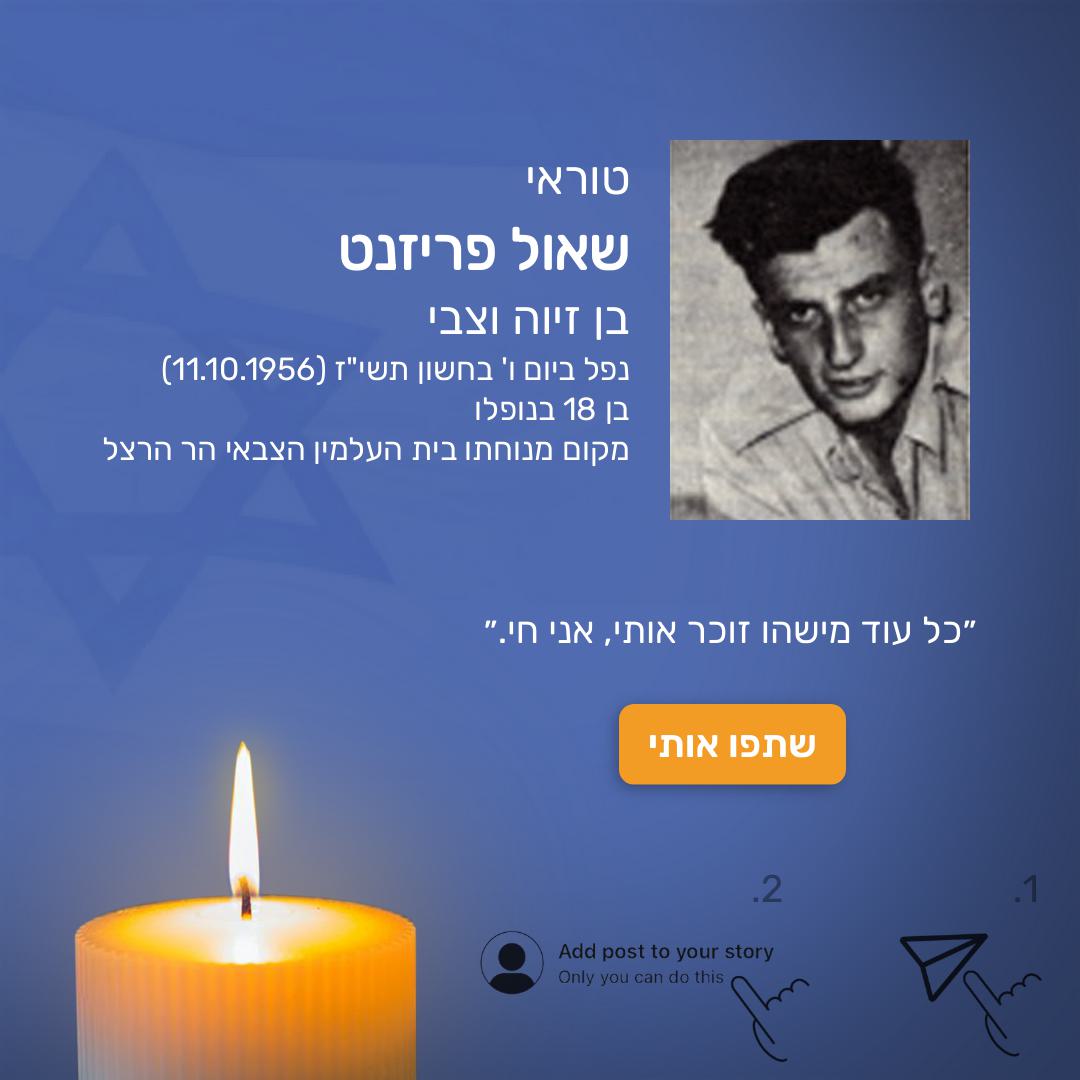 טוראי
שאול פריזנט
בן זיוה וצבי
נפל ביום ו' בחשון תשי"ז (11.10.1956)
בן 18 בנופלו
מקום מנוחתו בית העלמין הצבאי הר הרצל
״כל עוד מישהו זוכר אותי, אני חי.״
שתפו אותי
1.
2.
Add post to your story
Only you can do this